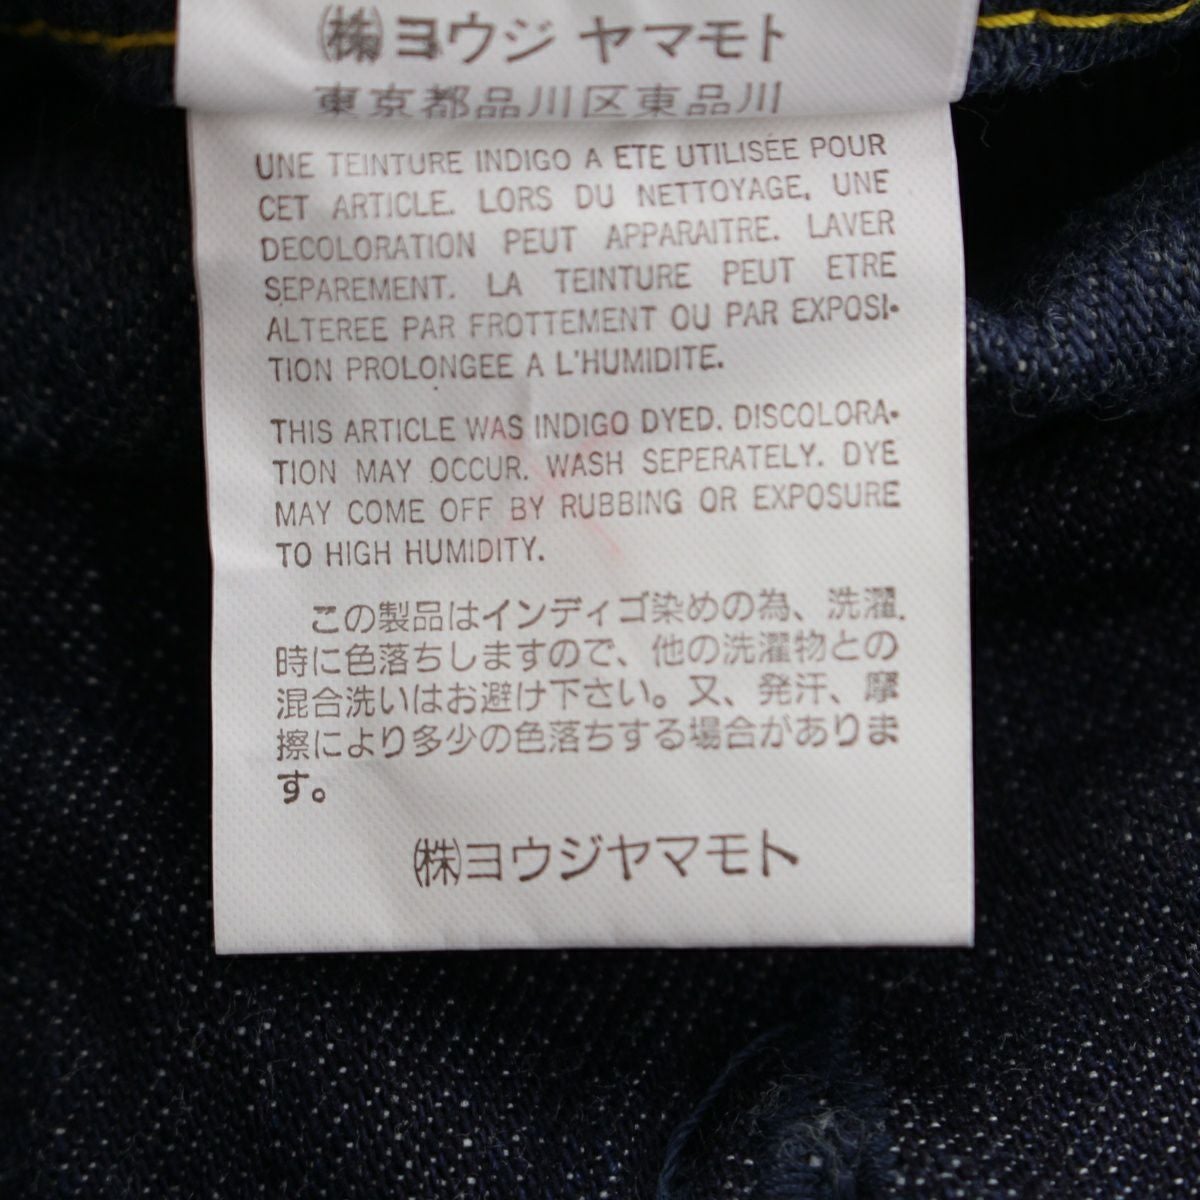 ㈱ヨウジ ヤマモト
東京都品川区東品川
UNE TEINTURE INDIGO A ETE UTILISÉE POUR
CET ARTICLE. LORS DU NETTOYAGE, UNE
DECOLORATION PEUT APPARAITRE. LAVER
SEPAREMENT. LA TEINTURE PEUT ETRE
ALTEREE PAR FROTTEMENT OU PAR EXPOSI-
TION PROLONGEE A L'HUMIDITE.
THIS ARTICLE WAS INDIGO DYED. DISCOLORA-
TION MAY OCCUR. WASH SEPERATELY. DYE
MAY COME OFF BY RUBBING OR EXPOSURE
TO HIGH HUMIDITY.
この製品はインディゴ染めの為、洗濯
時に色落ちしますので、他の洗濯物との
混合洗いはお避け下さい。又、発汗、摩
擦により多少の色落ちする場合がありま
す。
㈱ヨウジヤマモト